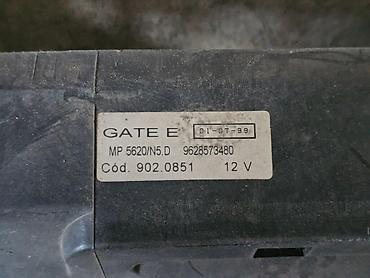 GATE E 01-07-99
MP 5620/N5.D 9628573480
Cód. 902.0851 12 V